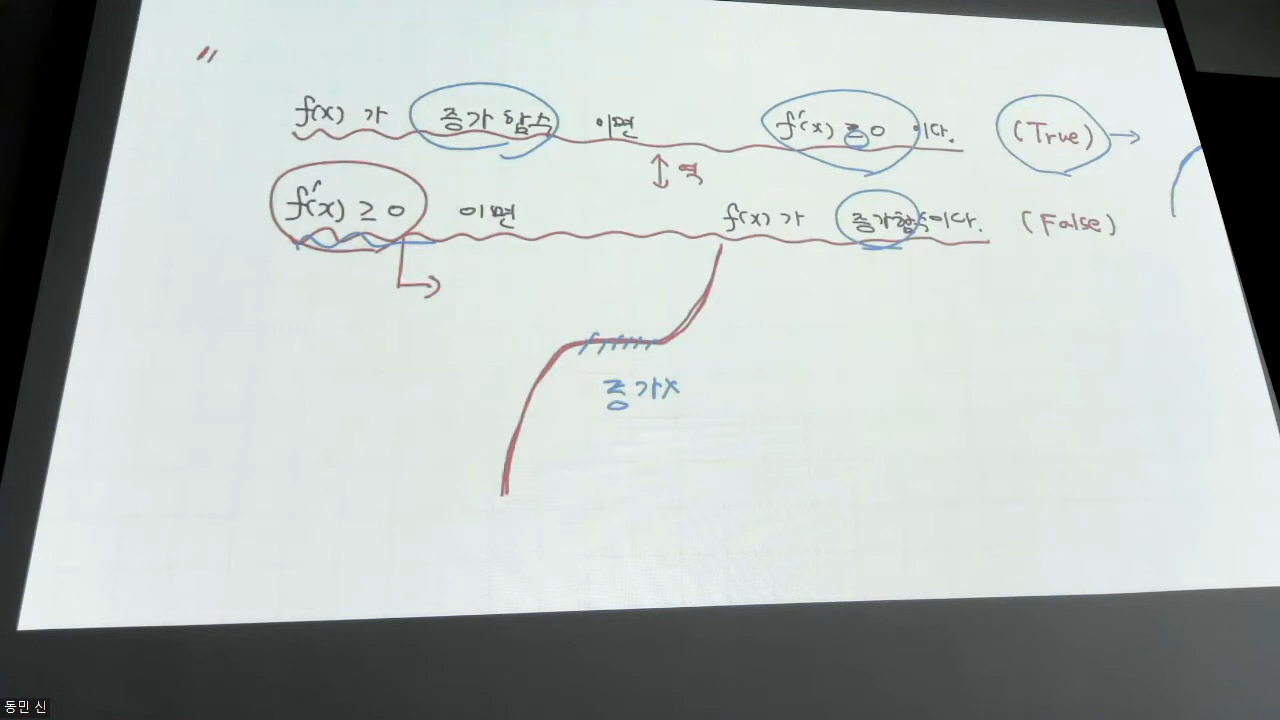 f(x) 가 증가함수 이면 f'(x) ≥ 0 이다. (True) →
↕ 역
f'(x) ≥ 0 이면 f(x) 가 증가함수이다. (False)
증가X
동민 신